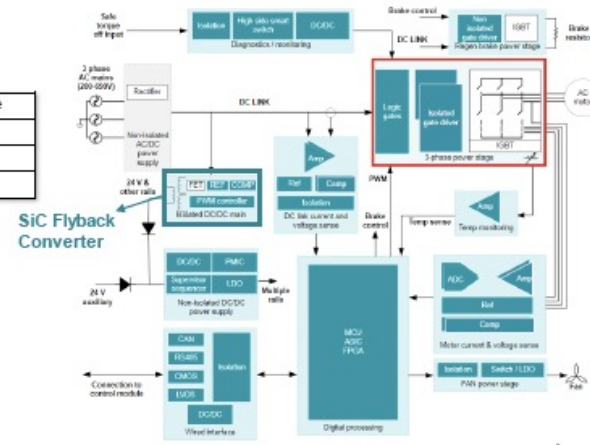 Safe
torque
off input
Isolation
High side smart
switch
DC/DC
Diagnostics / monitoring
Brake control
DC LINK
Non
isolated
gate driver
IGBT
Regen brake power stage
Brake
resistor
3 phase
AC mains
(200-690V)
Rectifier
Non-isolated
AC/DC
power
supply
DC LINK
Logic
gates
Isolated
gate driver
IGBT
3-phase power stage
AC
motor
PWM
24 V &
other rails
FET
REF
COMP
PWM controller
Isolated DC/DC main
SiC Flyback
Converter
Amp
Ref
Comp
Isolation
DC link current and
voltage sense
Brake
control
Temp sense
Amp
Temp monitoring
24 V
auxiliary
DC/DC
PMIC
Supervisor
sequencer
LDO
Non-isolated DC/DC
power supply
Multiple
rails
MCU
ASIC
FPGA
Digital processing
ADC
Amp
Ref
Comp
Motor current & voltage sense
CAN
RS485
CMOS
LVDS
Isolation
DC/DC
Wired interface
Connection to
control module
Isolation
Switch / LDO
FAN power stage
Fan